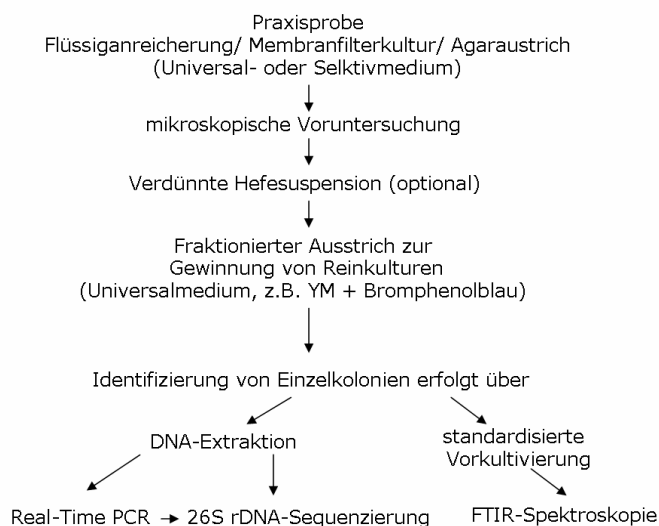 Praxisprobe
Flüssiganreicherung/ Membranfilterkultur/ Agaraustrich
(Universal- oder Selktivmedium)
mikroskopische Voruntersuchung
Verdünnte Hefesuspension (optional)
Fraktionierter Ausstrich zur
Gewinnung von Reinkulturen
(Universalmedium, z.B. YM + Bromphenolblau)
Identifizierung von Einzelkolonien erfolgt über
DNA-Extraktion
standardisierte
Vorkultivierung
Real-Time PCR → 26S rDNA-Sequenzierung
FTIR-Spektroskopie